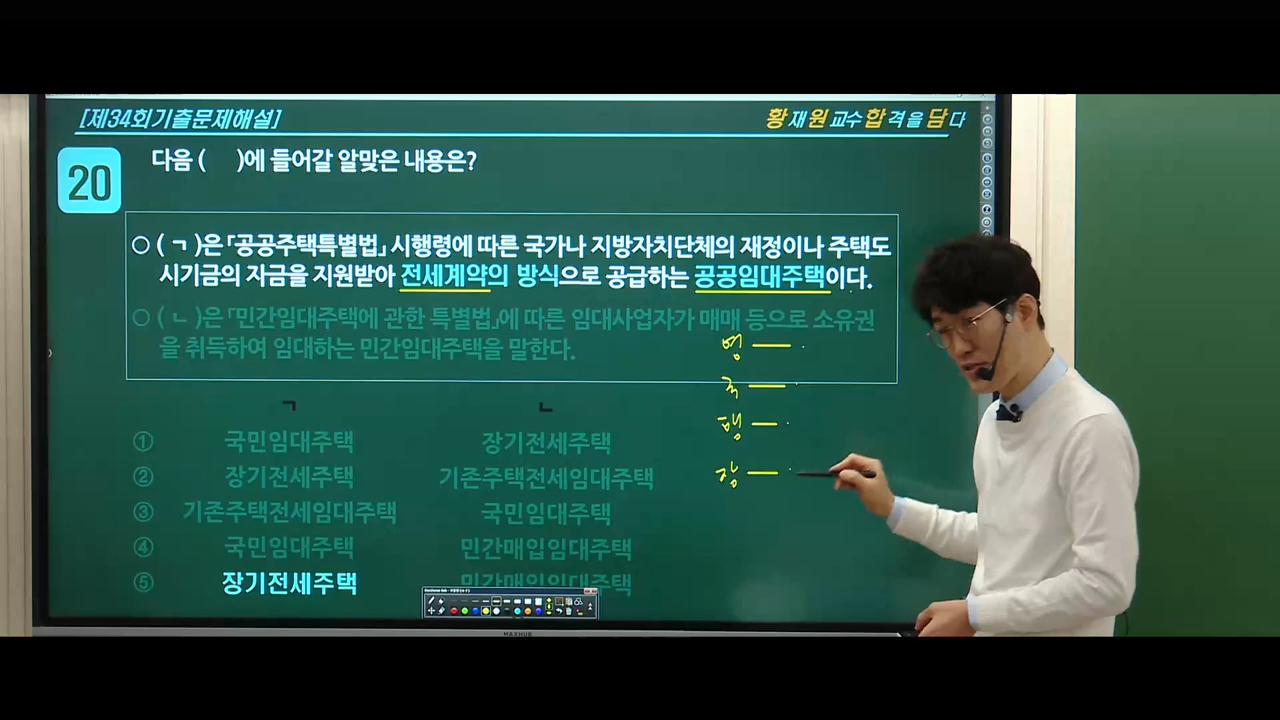 [제34회기출문제해설]
황재원교수합격을담다
20
다음 ( )에 들어갈 알맞은 내용은?
○ ( ㄱ )은 「공공주택특별법」 시행령에 따른 국가나 지방자치단체의 재정이나 주택도
시기금의 자금을 지원받아 전세계약의 방식으로 공급하는 공공임대주택이다.
○ ( ㄴ )은 「민간임대주택에 관한 특별법」에 따른 임대사업자가 매매 등으로 소유권
을 취득하여 임대하는 민간임대주택을 말한다.
영
국
행
장
ㄱ ㄴ
① 국민임대주택 장기전세주택
② 장기전세주택 기존주택전세임대주택
③ 기존주택전세임대주택 국민임대주택
④ 국민임대주택 민간매입임대주택
⑤ 장기전세주택 민간매입임대주택
MAXHUB